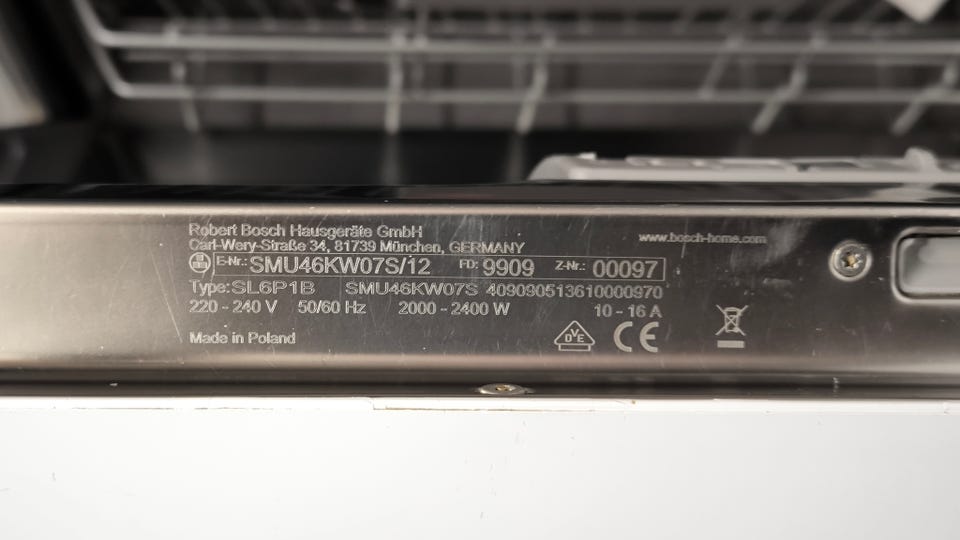 Robert Bosch Hausgeräte GmbH
Carl-Wery-Straße 34, 81739 München, GERMANY
www.bosch-home.com
E-Nr.: SMU46KW07S/12 FD: 9909 Z-Nr.: 00097
Type: SL6P1B SMU46KW07S 409090513610000970
220 - 240 V 50/60 Hz 2000 - 2400 W 10 - 16 A
Made in Poland
DVE CE